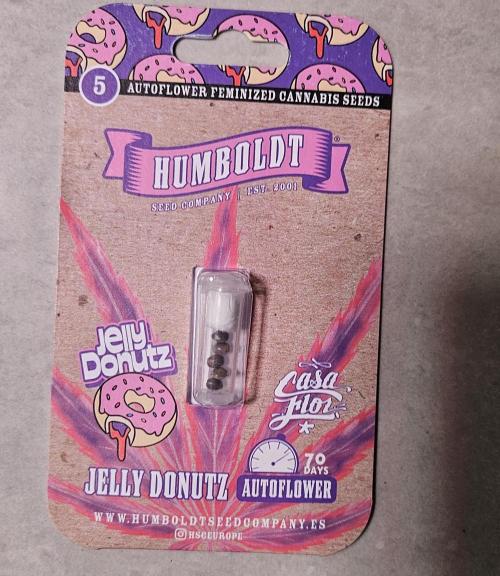 5 AUTOFLOWER FEMINIZED CANNABIS SEEDS
HUMBOLDT®
SEED COMPANY | EST. 2001
Jelly
Donutz
Casa
Flor
70
DAYS
JELLY DONUTZ AUTOFLOWER
WWW.HUMBOLDTSEEDCOMPANY.ES
HSCEUROPE